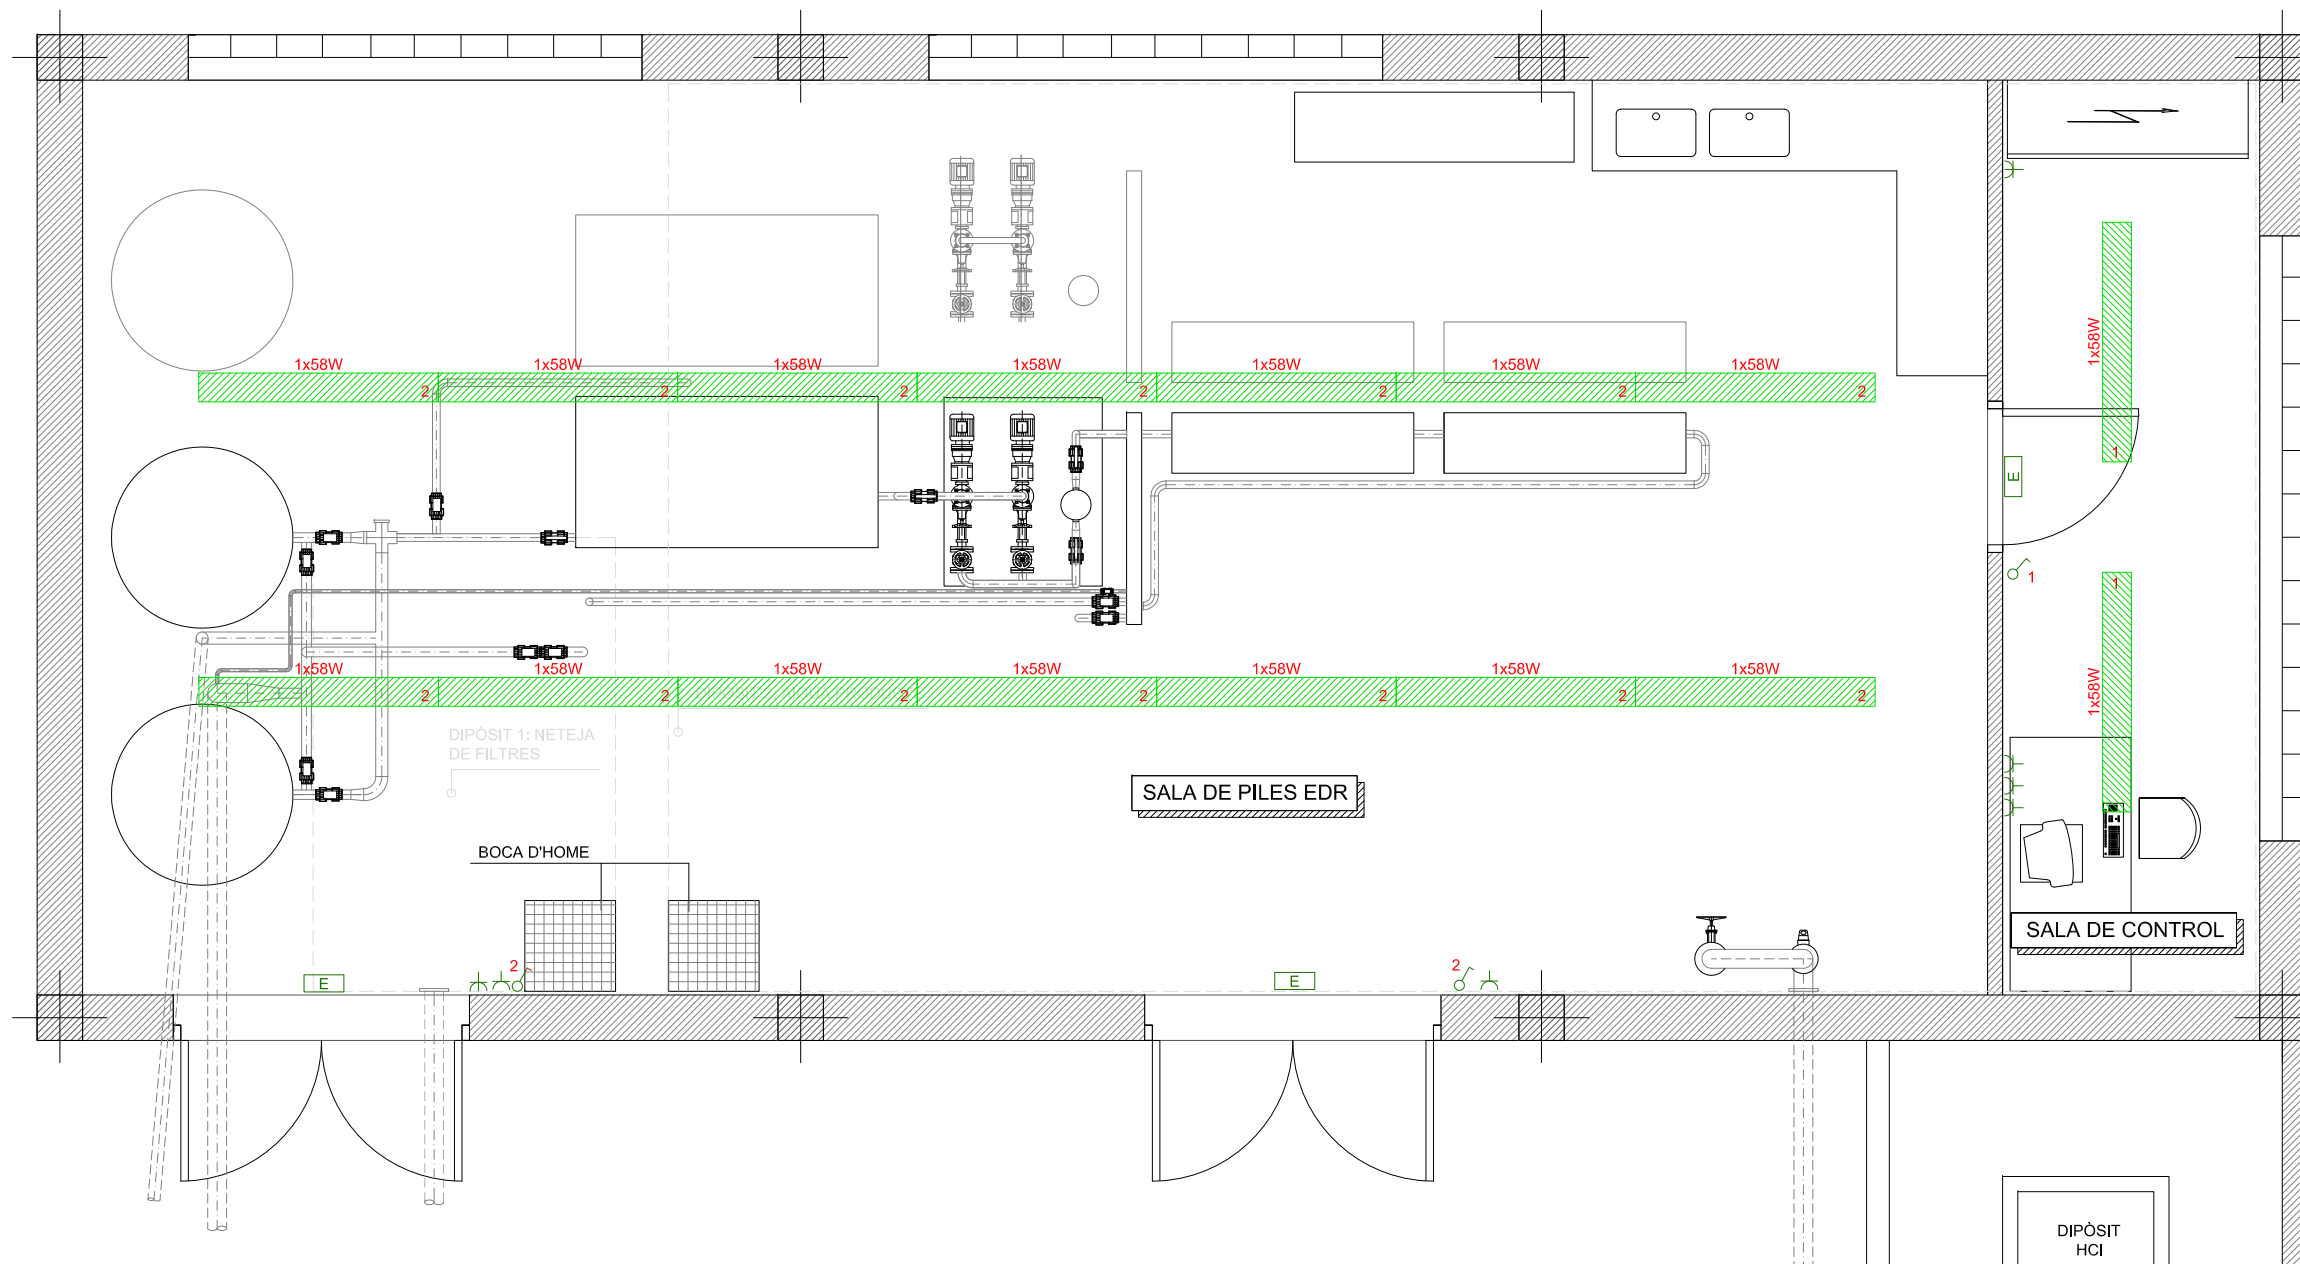 1x58W 1x58W 1x58W 1x58W 1x58W 1x58W 1x58W
2 2 2 2 2 2 2
1x58W
1
E
1
1
1x58W
1x58W 1x58W 1x58W 1x58W 1x58W 1x58W 1x58W
2 2 2 2 2 2 2
DIPÒSIT 1: NETEJA
DE FILTRES
SALA DE PILES EDR
BOCA D'HOME
SALA DE CONTROL
E
2
E
2
DIPÒSIT
HCI